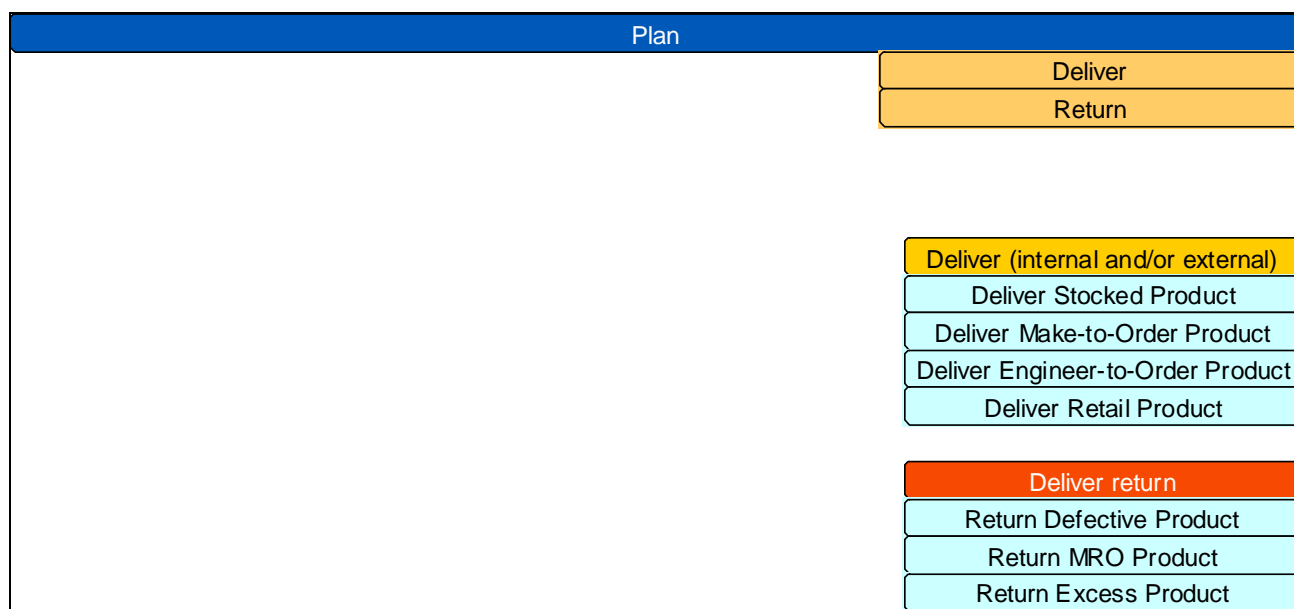 Plan
Deliver
Return
Deliver (internal and/or external)
Deliver Stocked Product
Deliver Make-to-Order Product
Deliver Engineer-to-Order Product
Deliver Retail Product
Deliver return
Return Defective Product
Return MRO Product
Return Excess Product